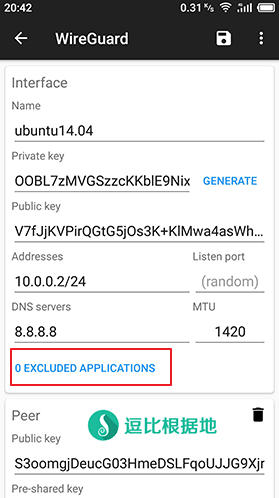 20:42
0.31 K/s
WireGuard
Interface
Name
ubuntu14.04
Private key
OOBL7zMVGSzzcKKblE9Nix
GENERATE
Public key
V7fJjKVPirQGtG5jOs3K+KlMwa4asWh...
Addresses
Listen port
10.0.0.2/24
(random)
DNS servers
MTU
8.8.8.8
1420
0 EXCLUDED APPLICATIONS
Peer
逗比根据地
Public key
S3oomgjDeucG03HmeDSLFqoUJJG9Xjr
Pre-shared key